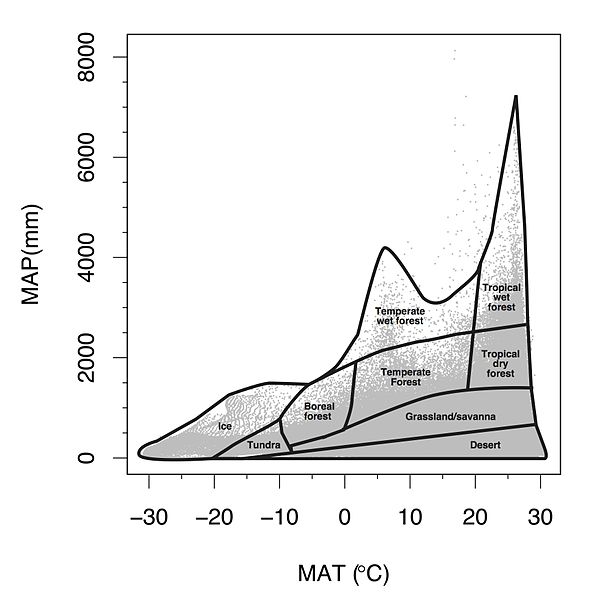 8000
6000
4000
2000
0
MAP(mm)
Temperate
wet forest
Tropical
wet
forest
Temperate
Forest
Tropical
dry
forest
Boreal
forest
Grassland/savanna
Ice
Tundra
Desert
−30 −20 −10 0 10 20 30
MAT (°C)